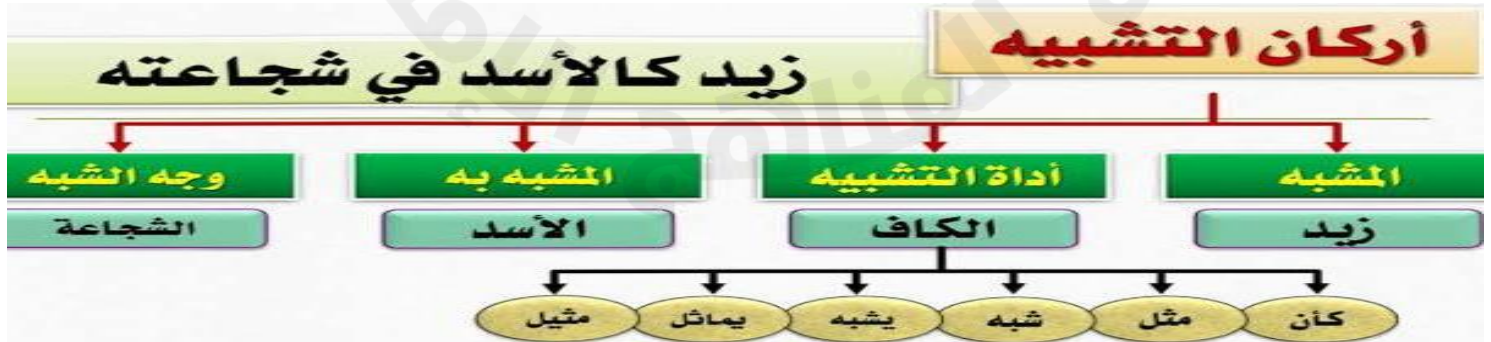 أركان التشبيه
زيد كالأسد في شجاعته
المشبه أداة التشبيه المشبه به وجه الشبه
زيد الكاف الأسد الشجاعة
كأن مثل شبه يشبه يماثل مثيل